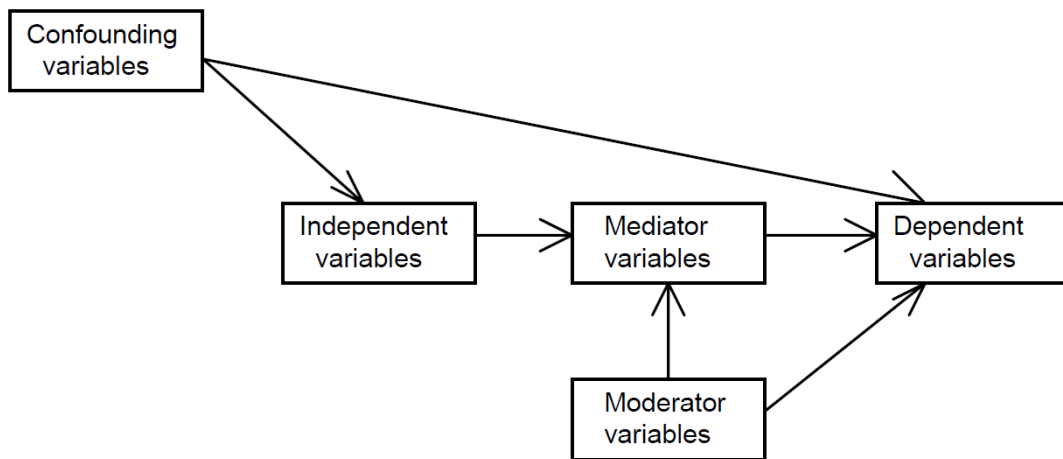 Confounding
variables
Independent
variables
Mediator
variables
Dependent
variables
Moderator
variables